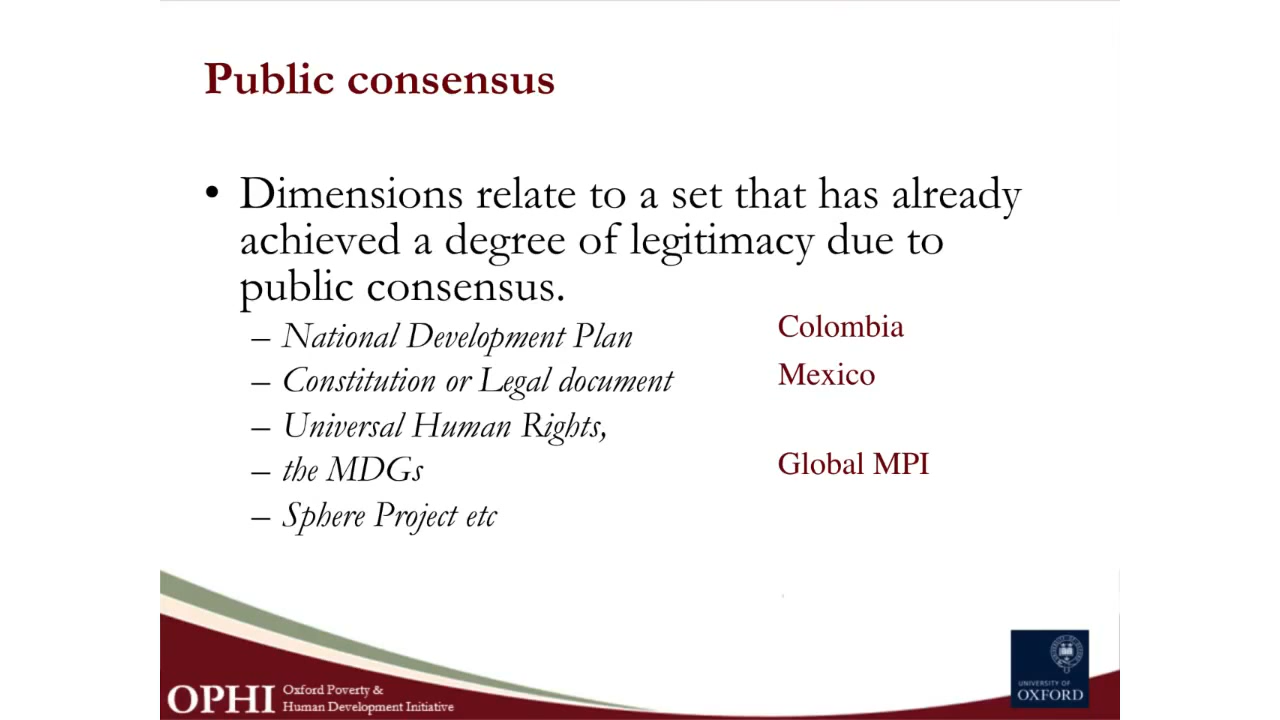 Public consensus
• Dimensions relate to a set that has already
achieved a degree of legitimacy due to
public consensus.
– National Development Plan
Colombia
– Constitution or Legal document
Mexico
– Universal Human Rights,
– the MDGs
Global MPI
– Sphere Project etc
OPHI
Oxford Poverty &
Human Development Initiative
UNIVERSITY OF
OXFORD